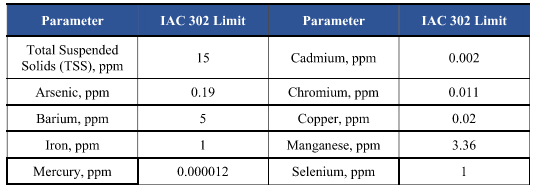 Parameter IAC 302 Limit Parameter IAC 302 Limit
Total Suspended
Solids (TSS), ppm 15 Cadmium, ppm 0.002
Arsenic, ppm 0.19 Chromium, ppm 0.011
Barium, ppm 5 Copper, ppm 0.02
Iron, ppm 1 Manganese, ppm 3.36
Mercury, ppm 0.000012 Selenium, ppm 1